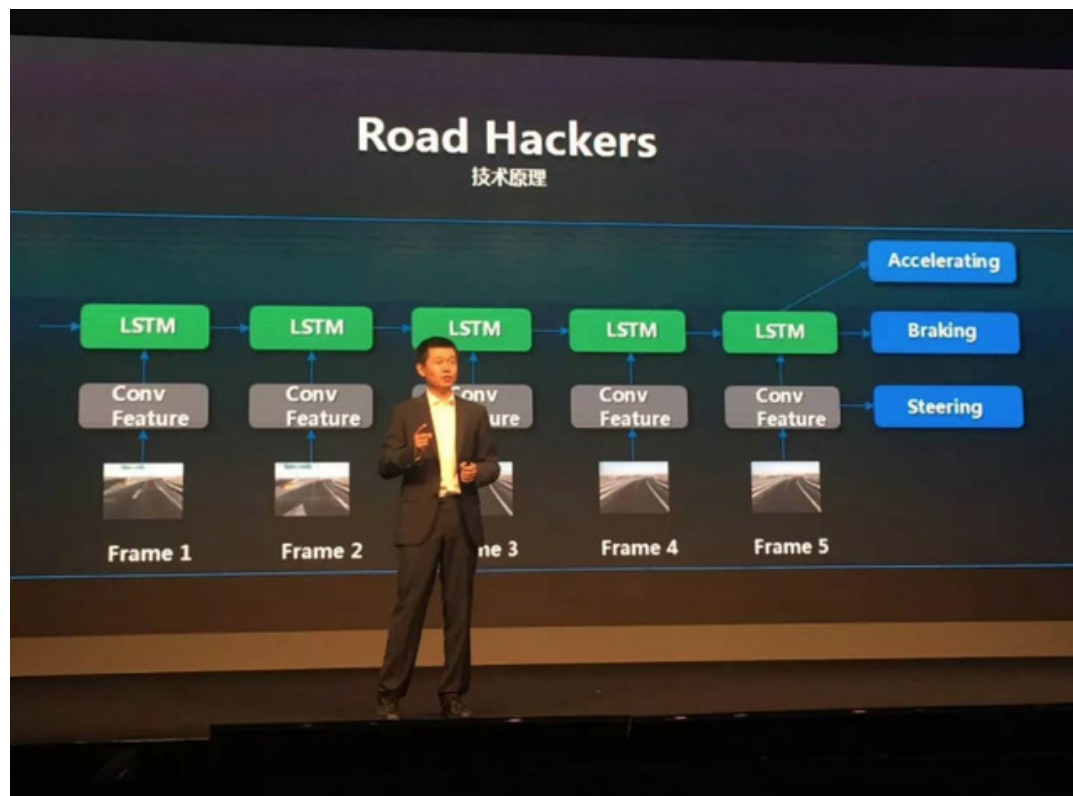 Road Hackers
技术原理
Accelerating
LSTM
LSTM
LSTM
LSTM
LSTM
Braking
Conv
Feature
Conv
Feature
Conv
Feature
Conv
Feature
Steering
Frame 1
Frame 2
Frame 4
Frame 5